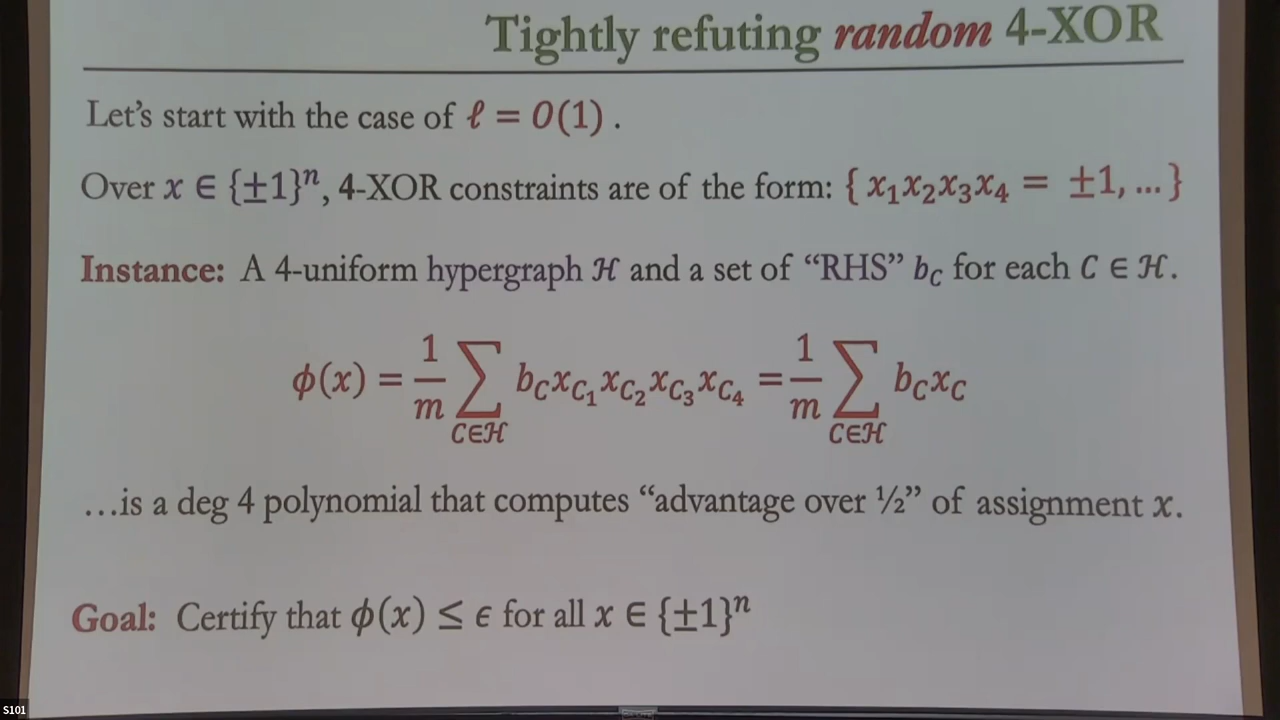 Tightly refuting random 4-XOR
Let's start with the case of ℓ = O(1) .
Over x ∈ {±1}ⁿ, 4-XOR constraints are of the form: { x₁x₂x₃x₄ = ±1, … }
Instance: A 4-uniform hypergraph ℋ and a set of “RHS” b_C for each C ∈ ℋ.
ϕ(x) = 1/m ∑_{C∈ℋ} b_C x_{C₁} x_{C₂} x_{C₃} x_{C₄} = 1/m ∑_{C∈ℋ} b_C x_C
…is a deg 4 polynomial that computes “advantage over ½” of assignment x.
Goal: Certify that ϕ(x) ≤ ϵ for all x ∈ {±1}ⁿ
S101